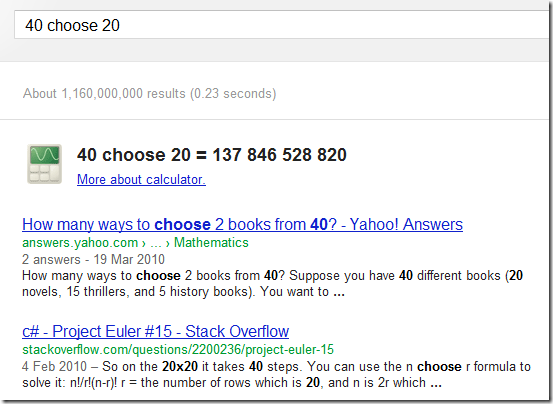 40 choose 20
About 1,160,000,000 results (0.23 seconds)
40 choose 20 = 137 846 528 820
More about calculator.
How many ways to choose 2 books from 40? - Yahoo! Answers
answers.yahoo.com › ... › Mathematics
2 answers - 19 Mar 2010
How many ways to choose 2 books from 40? Suppose you have 40 different books (20
novels, 15 thrillers, and 5 history books). You want to ...
c# - Project Euler #15 - Stack Overflow
stackoverflow.com/questions/2200236/project-euler-15
4 Feb 2010 – So on the 20x20 it takes 40 steps. You can use the n choose r formula to
solve it: n!/r!(n-r)! r = the number of rows which is 20, and n is 2r which ...